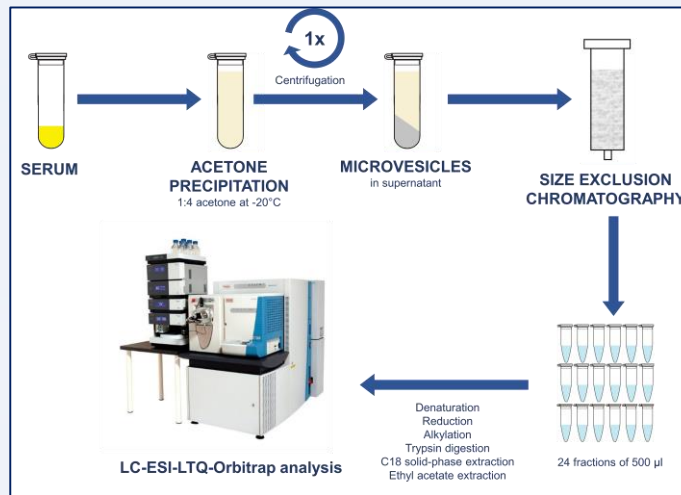 1x
Centrifugation
SERUM
ACETONE
PRECIPITATION
1:4 acetone at -20°C
MICROVESICLES
in supernatant
SIZE EXCLUSION
CHROMATOGRAPHY
Denaturation
Reduction
Alkylation
Trypsin digestion
C18 solid-phase extraction
Ethyl acetate extraction
24 fractions of 500 µl
LC-ESI-LTQ-Orbitrap analysis